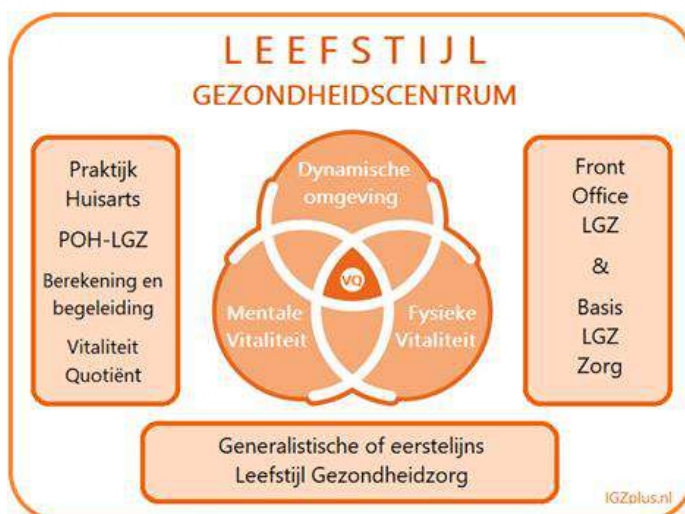 LEEFSTIJL
GEZONDHEIDSCENTRUM
Praktijk
Huisarts
POH-LGZ
Berekening en
begeleiding
Vitaliteit
Quotiënt
Dynamische
omgeving
VQ
Mentale
Vitaliteit
Fysieke
Vitaliteit
Front
Office
LGZ
&
Basis
LGZ
Zorg
Generalistische of eerstelijns
Leefstijl Gezondheidzorg
IGZplus.nl